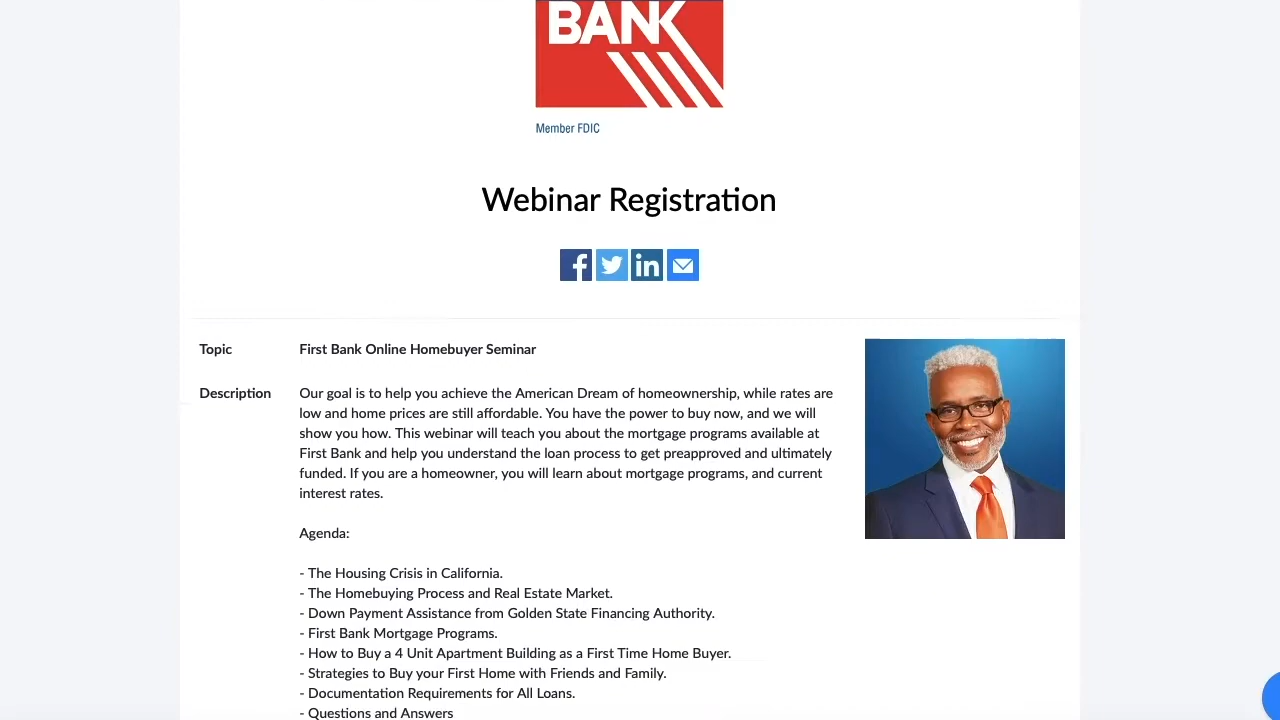 BANK
Member FDIC
Webinar Registration
Topic
First Bank Online Homebuyer Seminar
Description
Our goal is to help you achieve the American Dream of homeownership, while rates are
low and home prices are still affordable. You have the power to buy now, and we will
show you how. This webinar will teach you about the mortgage programs available at
First Bank and help you understand the loan process to get preapproved and ultimately
funded. If you are a homeowner, you will learn about mortgage programs, and current
interest rates.
Agenda:
- The Housing Crisis in California.
- The Homebuying Process and Real Estate Market.
- Down Payment Assistance from Golden State Financing Authority.
- First Bank Mortgage Programs.
- How to Buy a 4 Unit Apartment Building as a First Time Home Buyer.
- Strategies to Buy your First Home with Friends and Family.
- Documentation Requirements for All Loans.
- Questions and Answers